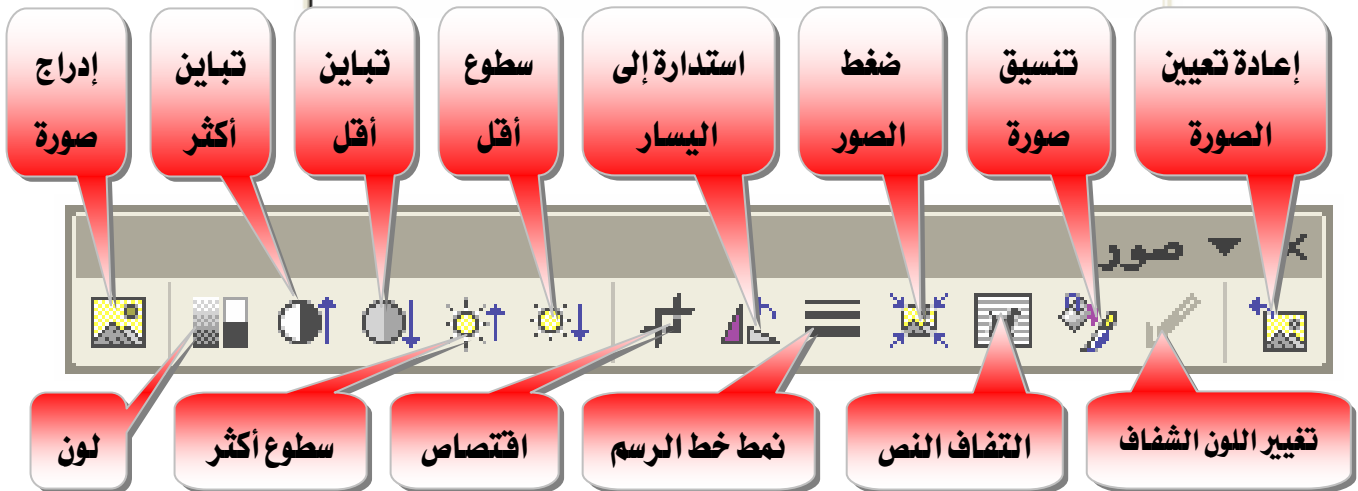 إعادة تعيين
الصورة
تنسيق
صورة
ضغط
الصور
استدارة إلى
اليسار
سطوع
أقل
تباين
أقل
تباين
أكثر
إدراج
صورة
صور
تغيير اللون الشفاف
التفاف النص
نمط خط الرسم
اقتصاص
سطوع أكثر
لون